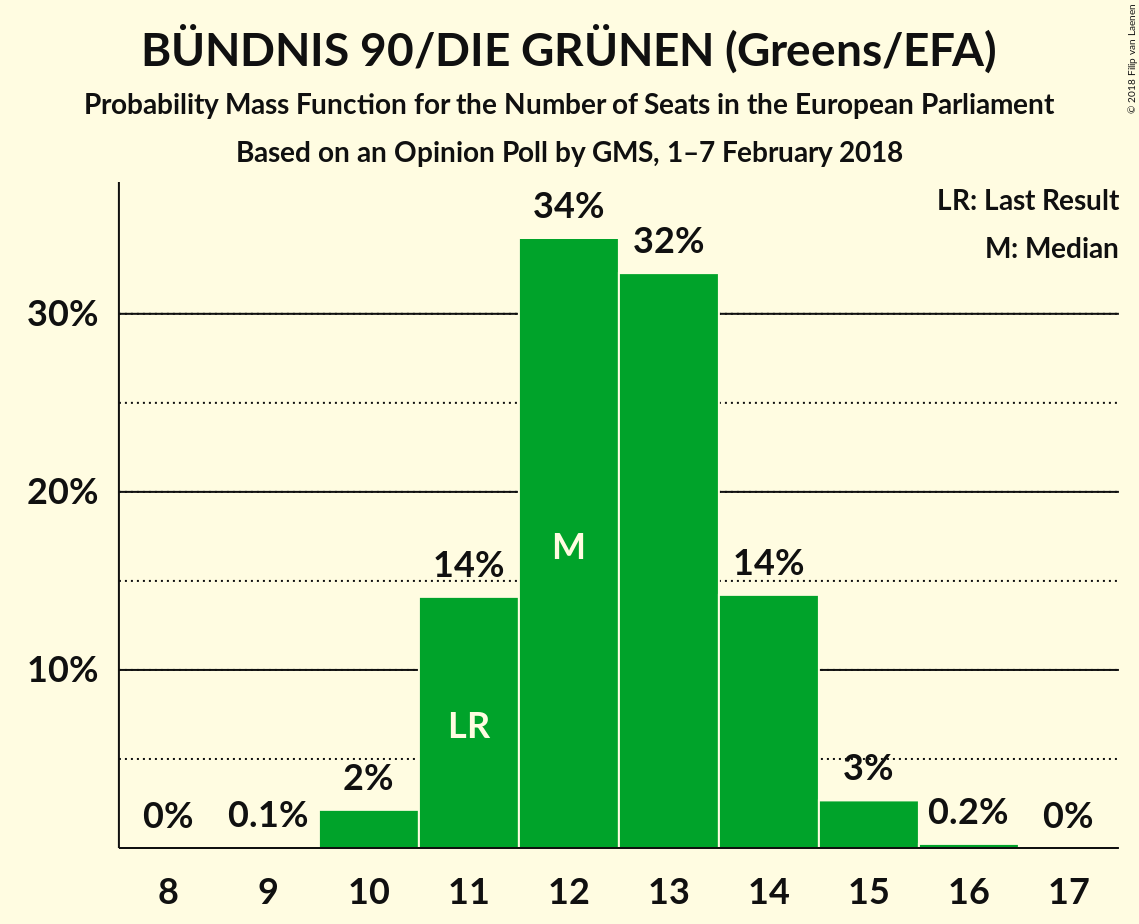 BÜNDNIS 90/DIE GRÜNEN (Greens/EFA)
Probability Mass Function for the Number of Seats in the European Parliament
Based on an Opinion Poll by GMS, 1–7 February 2018
© 2018 Filip van Laenen
LR: Last Result
M: Median
30%
20%
10%
0%
0.1%
2%
14%
34%
32%
14%
3%
0.2%
0%
LR
M
8 9 10 11 12 13 14 15 16 17